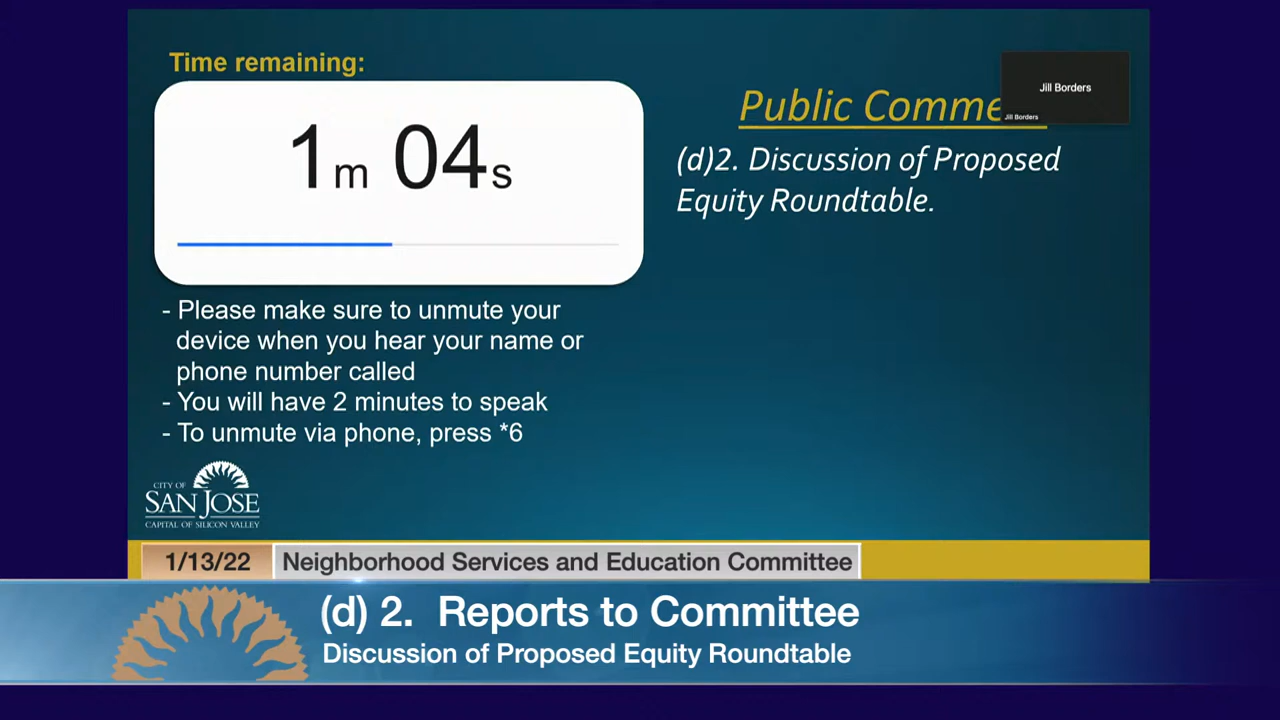 Time remaining:
1m 04s
Public Comme
Jill Borders
Jill Borders
(d)2. Discussion of Proposed
Equity Roundtable.
- Please make sure to unmute your
device when you hear your name or
phone number called
- You will have 2 minutes to speak
- To unmute via phone, press *6
CITY OF
SAN JOSE
CAPITAL OF SILICON VALLEY
1/13/22
Neighborhood Services and Education Committee
(d) 2. Reports to Committee
Discussion of Proposed Equity Roundtable